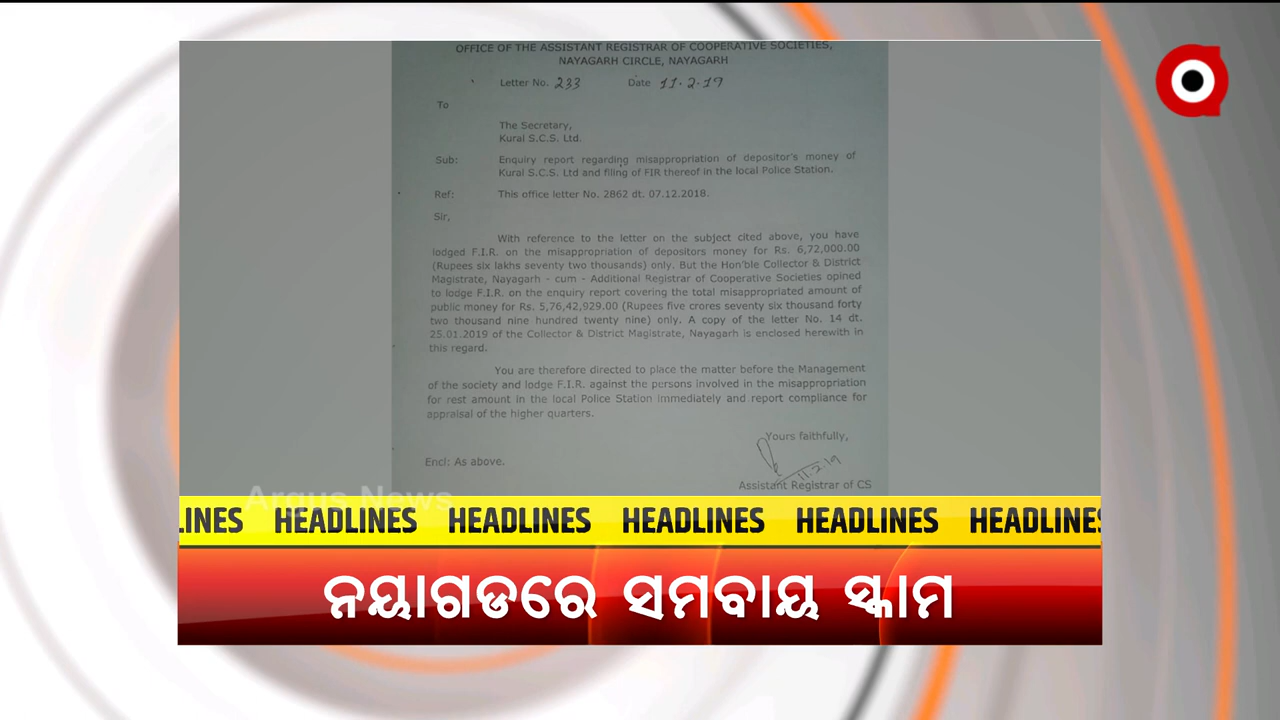 OFFICE OF THE ASSISTANT REGISTRAR OF COOPERATIVE SOCIETIES,
NAYAGARH CIRCLE, NAYAGARH
Letter No. 233 Date 11.2.19
To
The Secretary,
Kural S.C.S. Ltd.
Sub: Enquiry report regarding misappropriation of depositor's money of
Kural S.C.S. Ltd and filing of FIR thereof in the local Police Station.
Ref: This office letter No. 2862 dt. 07.12.2018.
Sir,
With reference to the letter on the subject cited above, you have
lodged F.I.R. on the misappropriation of depositors money for Rs. 6,72,000.00
(Rupees six lakhs seventy two thousands) only. But the Hon'ble Collector & District
Magistrate, Nayagarh - cum - Additional Registrar of Cooperative Societies opined
to lodge F.I.R. on the enquiry report covering the total misappropriated amount of
public money for Rs. 5,76,42,929.00 (Rupees five crores seventy six thousand forty
two thousand nine hundred twenty nine) only. A copy of the letter No. 14 dt.
25.01.2019 of the Collector & District Magistrate, Nayagarh is enclosed herewith in
this regard.
You are therefore directed to place the matter before the Management
of the society and lodge F.I.R. against the persons involved in the misappropriation
for rest amount in the local Police Station immediately and report compliance for
appraisal of the higher quarters.
Yours faithfully,
11.2.19
Encl: As above.
Assistant Registrar of CS
Argus News
LINES HEADLINES HEADLINES HEADLINES HEADLINES HEADLINES
ନୟାଗଡରେ ସମବାୟ ସ୍କାମ